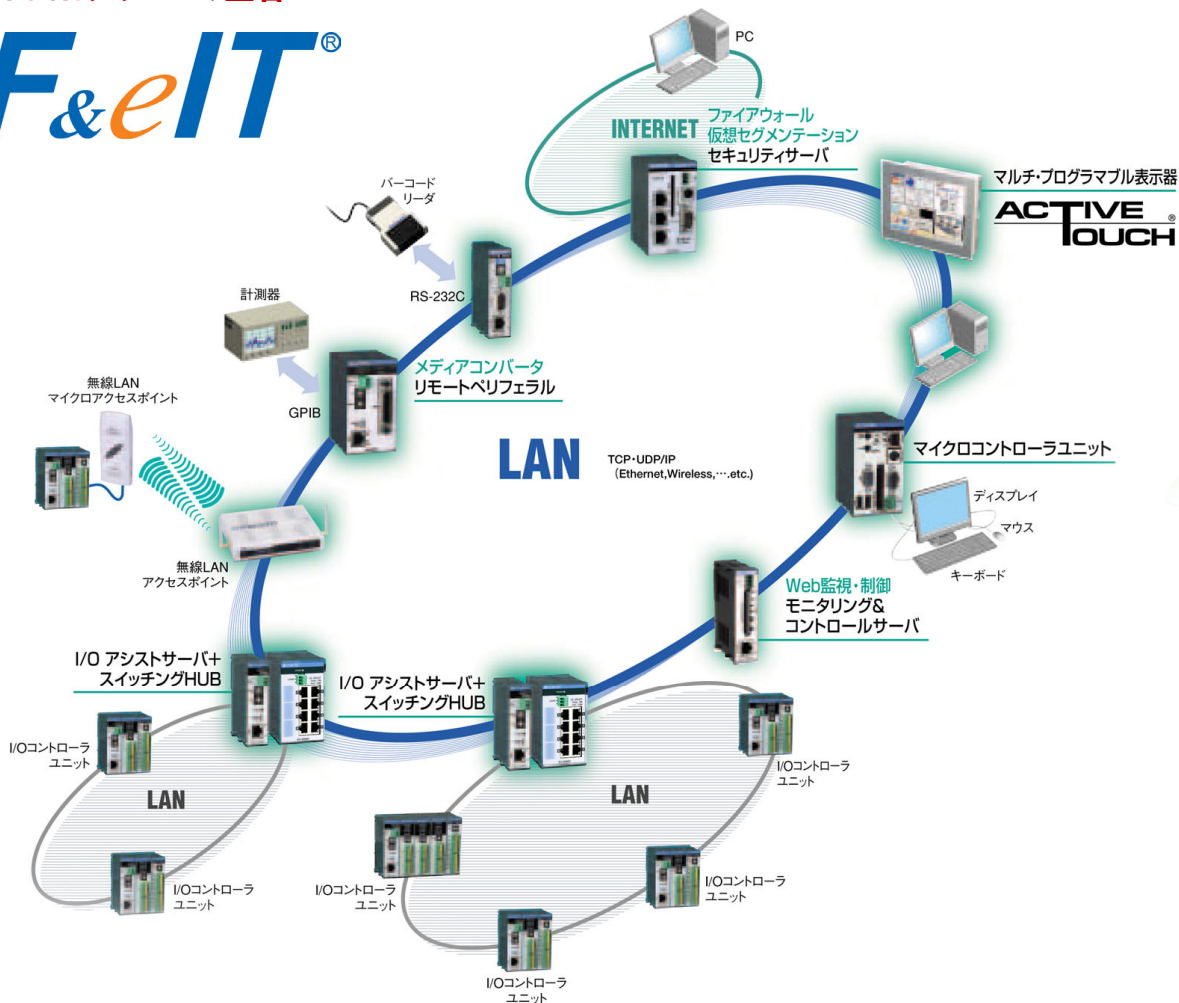 F&eIT®
PC
INTERNET
ファイアウォール
仮想セグメンテーション
セキュリティサーバ
マルチ・プログラマブル表示器
ACTIVE
TOUCH®
バーコード
リーダ
RS-232C
計測器
GPIB
メディアコンバータ
リモートペリフェラル
無線LAN
マイクロアクセスポイント
LAN
TCP・UDP/IP
(Ethernet,Wireless,….etc.)
マイクロコントローラユニット
ディスプレイ
マウス
キーボード
無線LAN
アクセスポイント
Web監視・制御
モニタリング&
コントロールサーバ
I/O アシストサーバ+
スイッチングHUB
I/O アシストサーバ+
スイッチングHUB
I/Oコントローラ
ユニット
LAN
I/Oコントローラ
ユニット
LAN
I/Oコントローラ
ユニット
I/Oコントローラ
ユニット
I/Oコントローラ
ユニット
I/Oコントローラ
ユニット